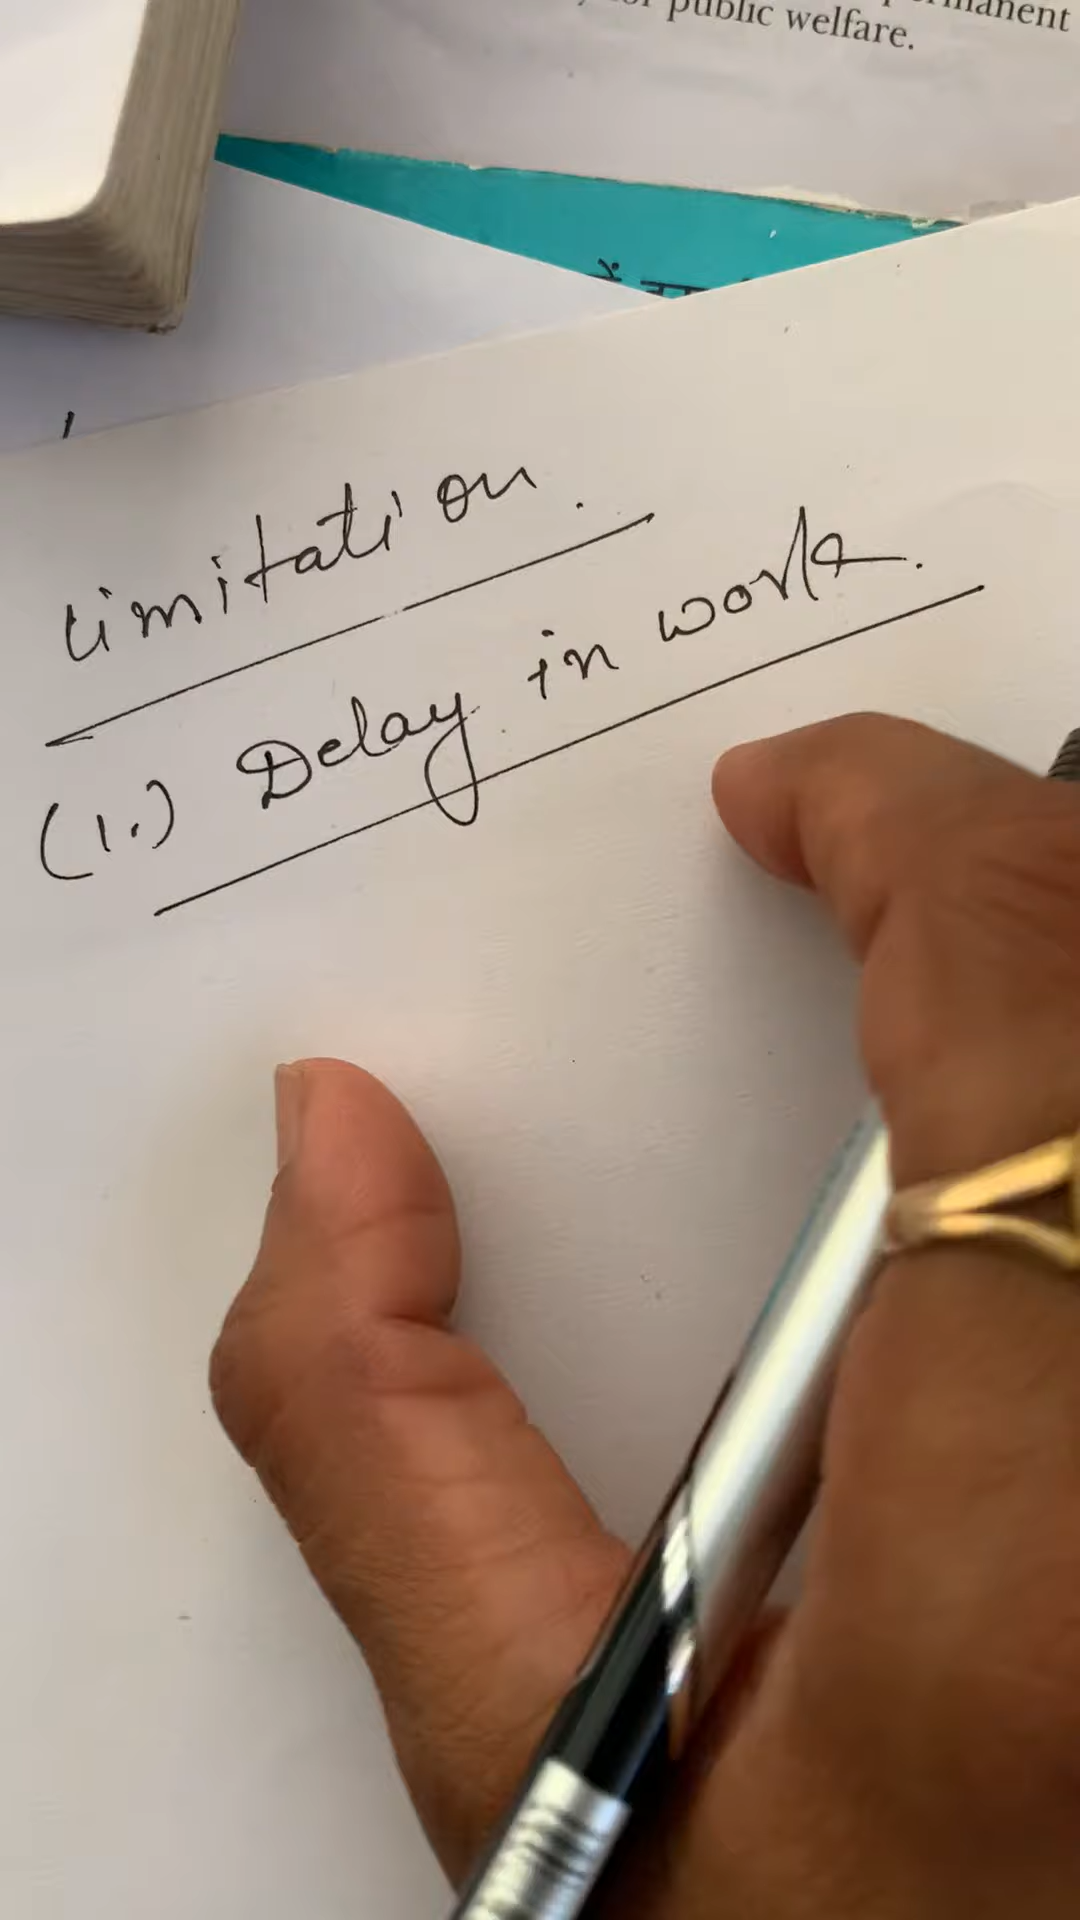 public welfare.
में
limitation.
(1.) Delay in work.